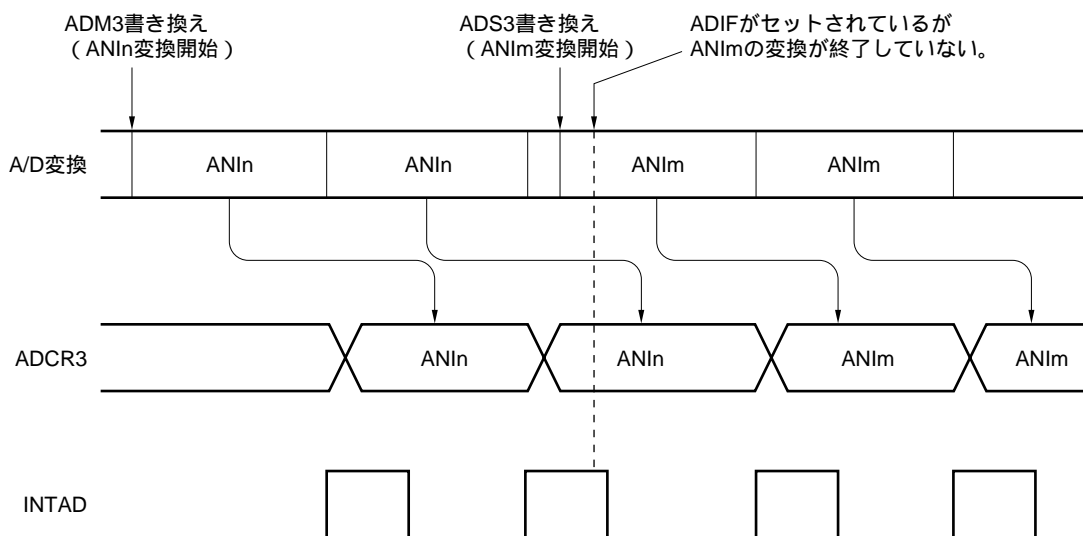 ADM3書き換え
（ANIn変換開始）
ADS3書き換え
（ANIm変換開始）
ADIFがセットされているが
ANImの変換が終了していない。
A/D変換
ANIn
ANIn
ANIm
ANIm
ADCR3
ANIn
ANIn
ANIm
ANIm
INTAD